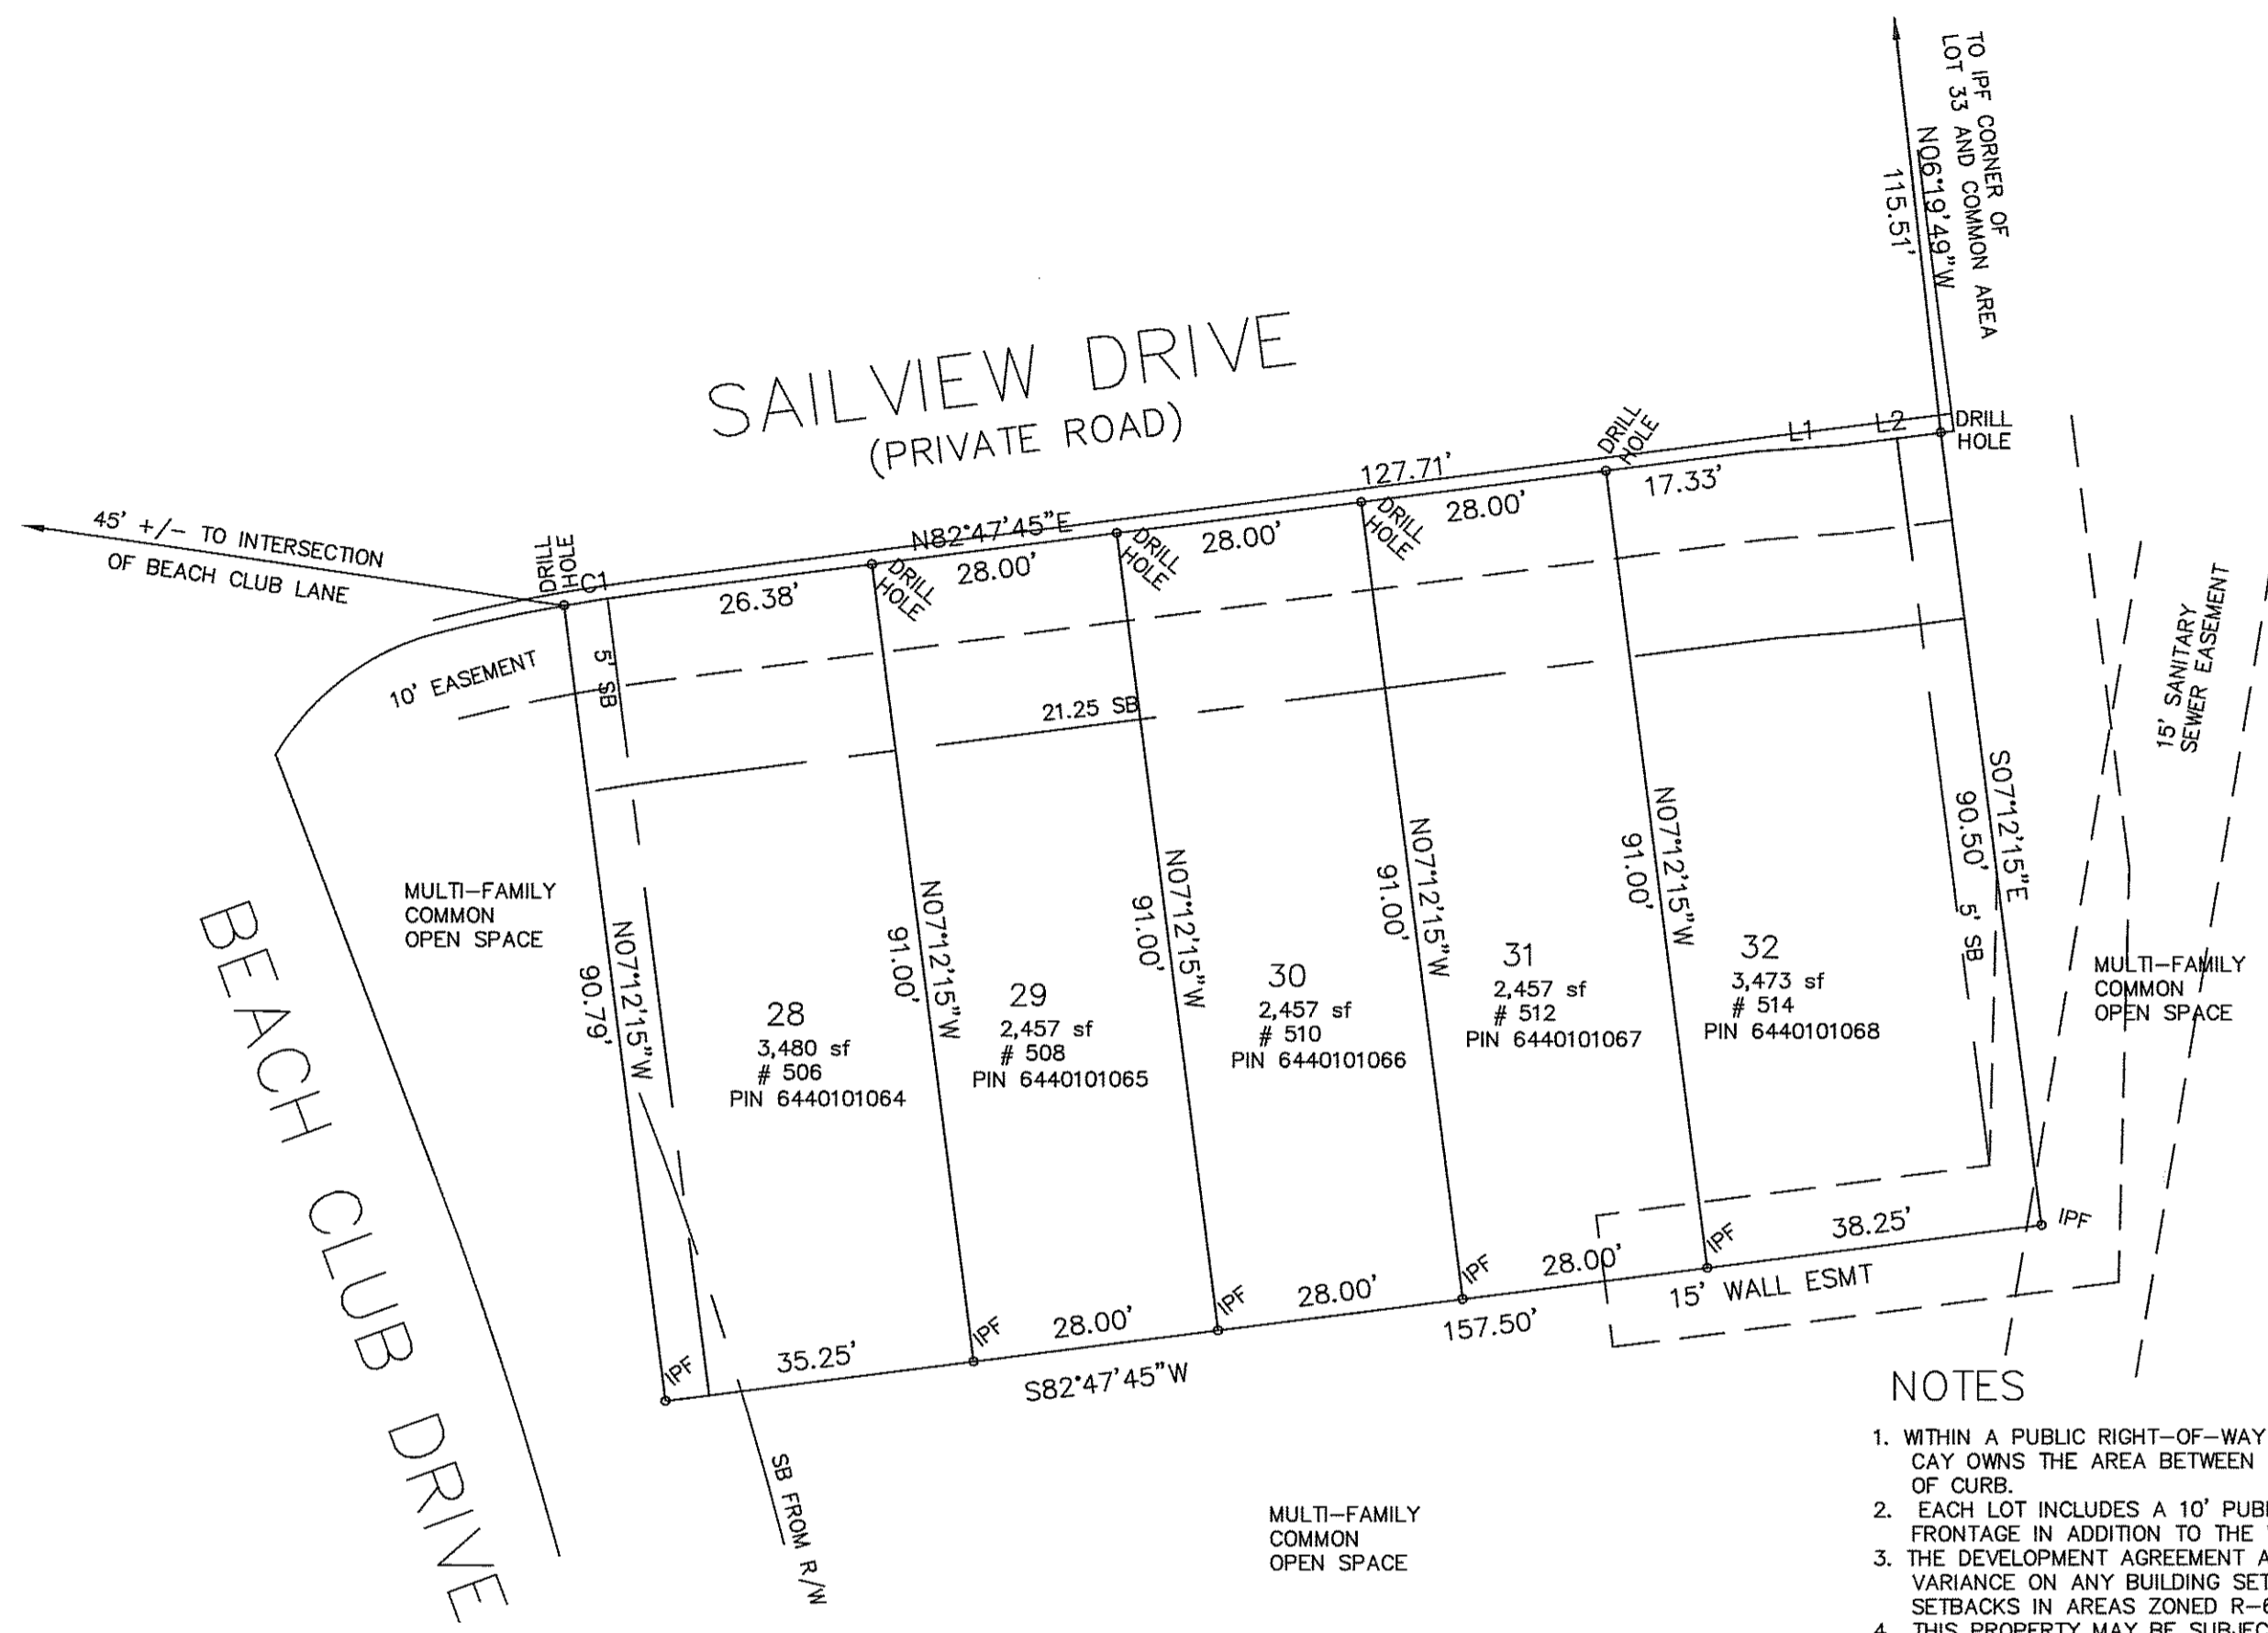 TO IPF CORNER OF
LOT 33 AND COMMON AREA
N06°19'49"W
115.51'
SAILVIEW DRIVE
(PRIVATE ROAD)
45' +/- TO INTERSECTION
OF BEACH CLUB LANE
DRILL
HOLE
C1
N82°47'45"E
127.71'
L1
L2
DRILL
HOLE
26.38'
DRILL
HOLE
28.00'
DRILL
HOLE
28.00'
DRILL
HOLE
28.00'
DRILL
HOLE
17.33'
10' EASEMENT
5' SB
21.25 SB
15' SANITARY
SEWER EASEMENT
MULTI-FAMILY
COMMON
OPEN SPACE
BEACH CLUB DRIVE
N07°12'15"W
90.79'
28
3,480 sf
# 506
PIN 6440101064
N07°12'15"W
91.00'
29
2,457 sf
# 508
PIN 6440101065
N07°12'15"W
91.00'
30
2,457 sf
# 510
PIN 6440101066
N07°12'15"W
91.00'
31
2,457 sf
# 512
PIN 6440101067
N07°12'15"W
91.00'
32
3,473 sf
# 514
PIN 6440101068
S07°12'15"E
90.50'
5' SB
MULTI-FAMILY
COMMON
OPEN SPACE
IPF
35.25'
IPF
28.00'
IPF
28.00'
IPF
28.00'
IPF
38.25'
IPF
S82°47'45"W
157.50'
15' WALL ESMT
SB FROM R/W
MULTI-FAMILY
COMMON
OPEN SPACE
NOTES
1. WITHIN A PUBLIC RIGHT-OF-WAY
CAY OWNS THE AREA BETWEEN
OF CURB.
2. EACH LOT INCLUDES A 10' PUB
FRONTAGE IN ADDITION TO THE
3. THE DEVELOPMENT AGREEMENT A
VARIANCE ON ANY BUILDING SET
SETBACKS IN AREAS ZONED R-6
4. THIS PROPERTY MAY BE SUBJEC